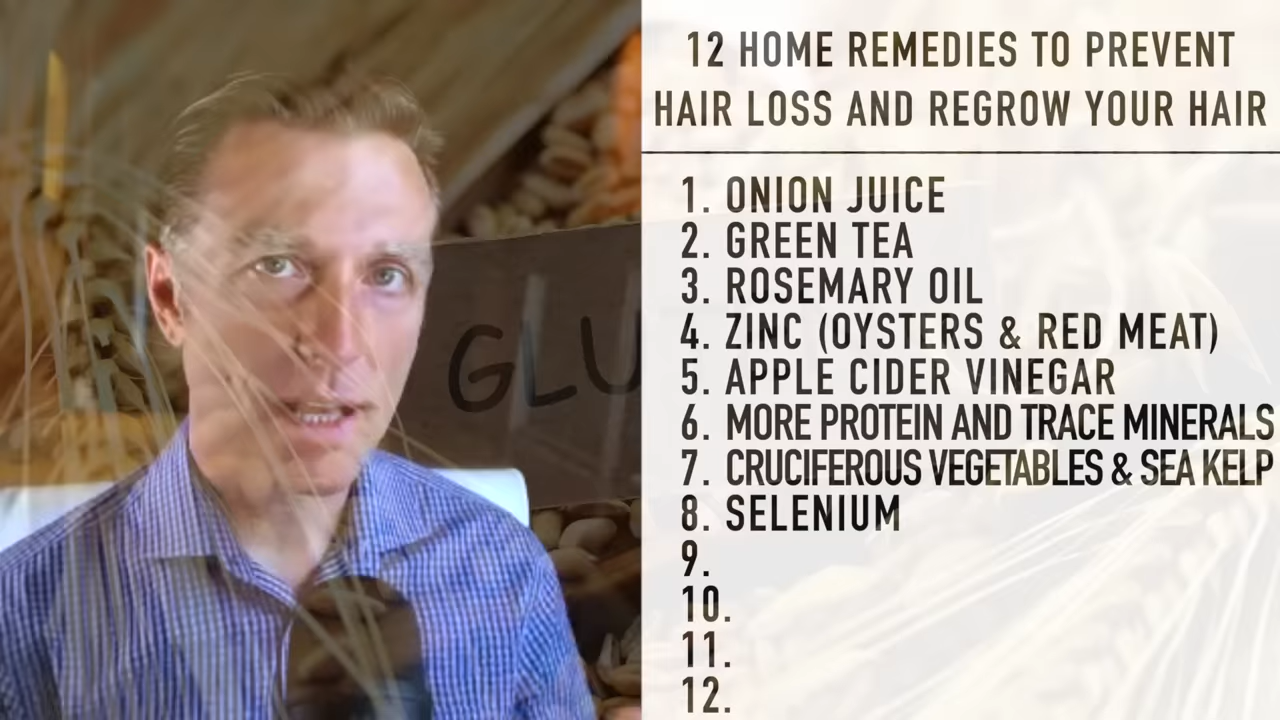 12 HOME REMEDIES TO PREVENT
HAIR LOSS AND REGROW YOUR HAIR
1. ONION JUICE
2. GREEN TEA
3. ROSEMARY OIL
4. ZINC (OYSTERS & RED MEAT)
5. APPLE CIDER VINEGAR
6. MORE PROTEIN AND TRACE MINERALS
7. CRUCIFEROUS VEGETABLES & SEA KELP
8. SELENIUM
9.
10.
11.
12.
GLU